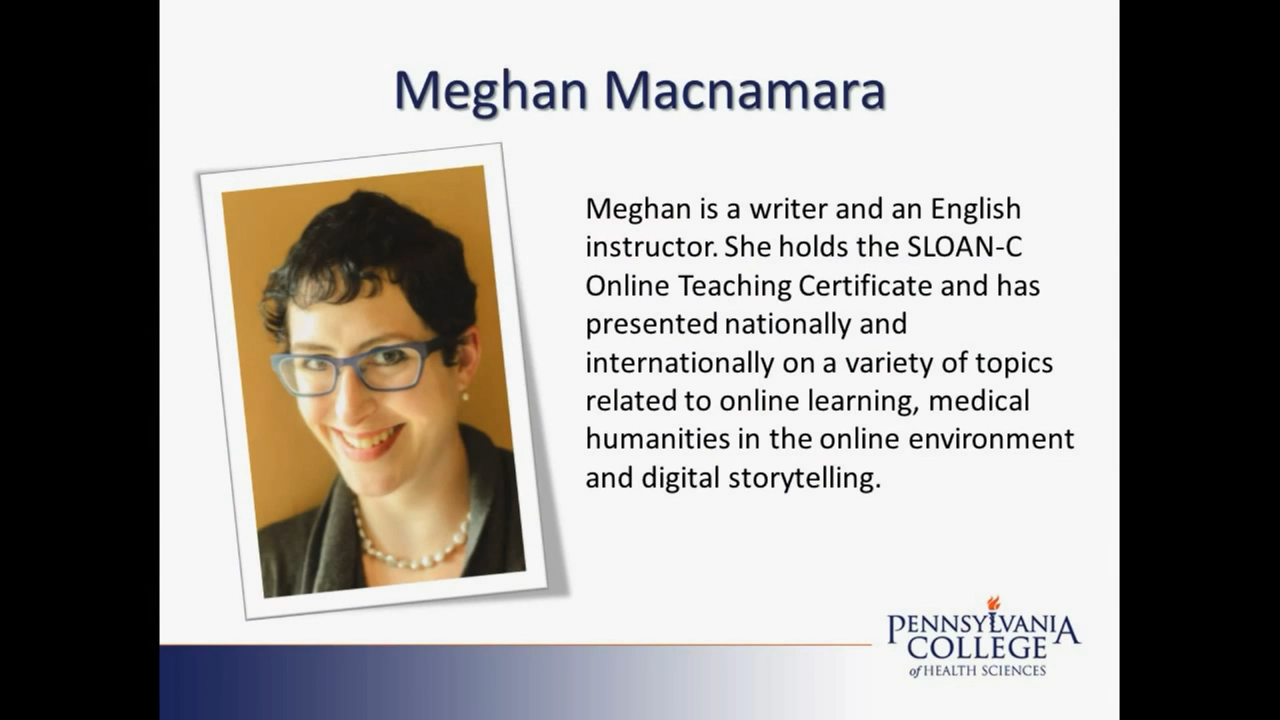 Meghan Macnamara
Meghan is a writer and an English
instructor. She holds the SLOAN-C
Online Teaching Certificate and has
presented nationally and
internationally on a variety of topics
related to online learning, medical
humanities in the online environment
and digital storytelling.
PENNSYLVANIA
COLLEGE
of HEALTH SCIENCES